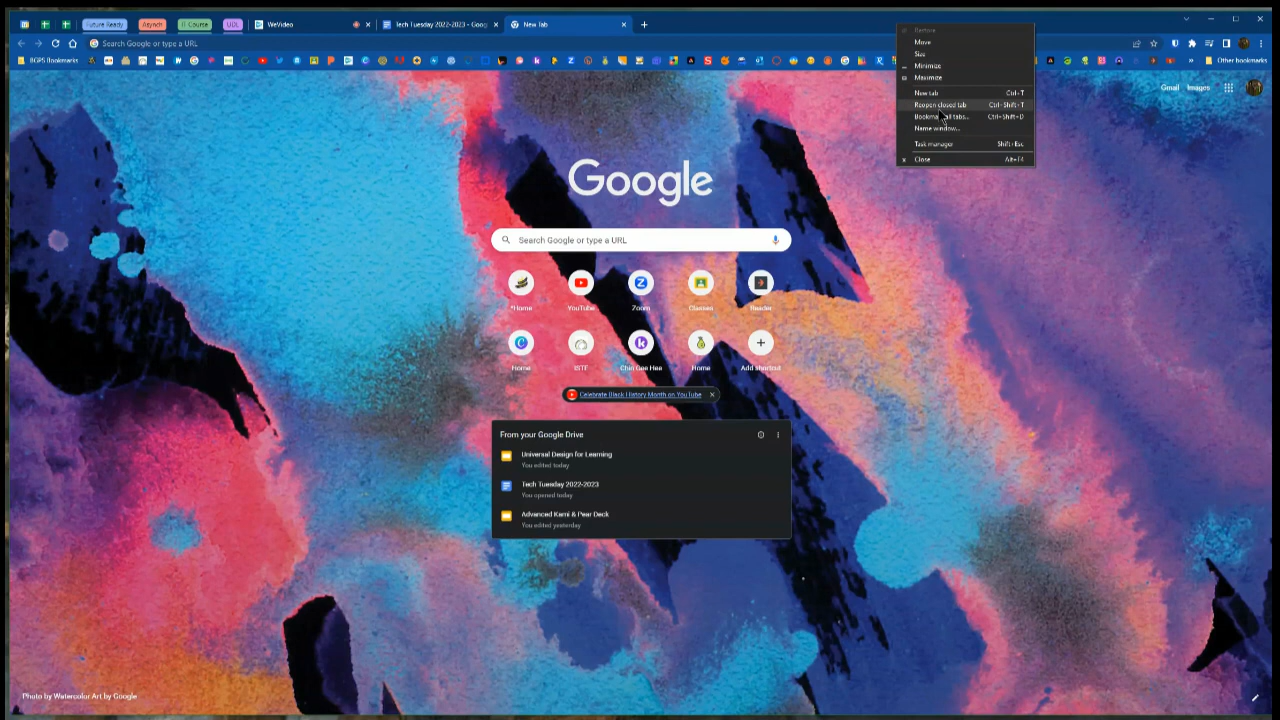 Future Ready
Asynch
IT Course
UDL
WeVideo
Tech Tuesday 2022-2023 - Goog
New Tab
Search Google or type a URL
BGPS Bookmarks
Other bookmarks
Restore
Move
Size
Minimize
Maximize
New tab Ctrl+T
Reopen closed tab Ctrl+Shift+T
Bookmark all tabs... Ctrl+Shift+D
Name window...
Task manager Shift+Esc
Close Alt+F4
Gmail Images
Google
Search Google or type a URL
*Home YouTube Zoom Classes Reader
Home ISTE Chin Gee Hee Home Add shortcut
Celebrate Black History Month on YouTube
From your Google Drive
Universal Design for Learning
You edited today
Tech Tuesday 2022-2023
You opened today
Advanced Kami & Pear Deck
You edited yesterday
Photo by Watercolor Art by Google